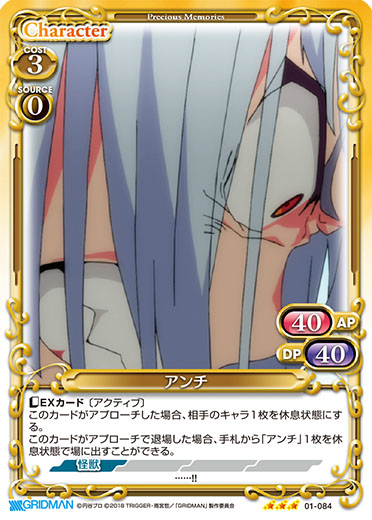 Precious Memories
Character
COST
3
SOURCE
0
40 AP
DP 40
アンチ
EXカード〔アクティブ〕
このカードがアプローチした場合、相手のキャラ1枚を休息状態にす
る。
このカードがアプローチで退場した場合、手札から「アンチ」1枚を休
息状態で場に出すことができる。
怪獣
……!!
GRIDMAN ©円谷プロ ©2018 TRIGGER・雨宮哲/「GRIDMAN」製作委員会 ★★★ 01-084